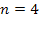 n = 4